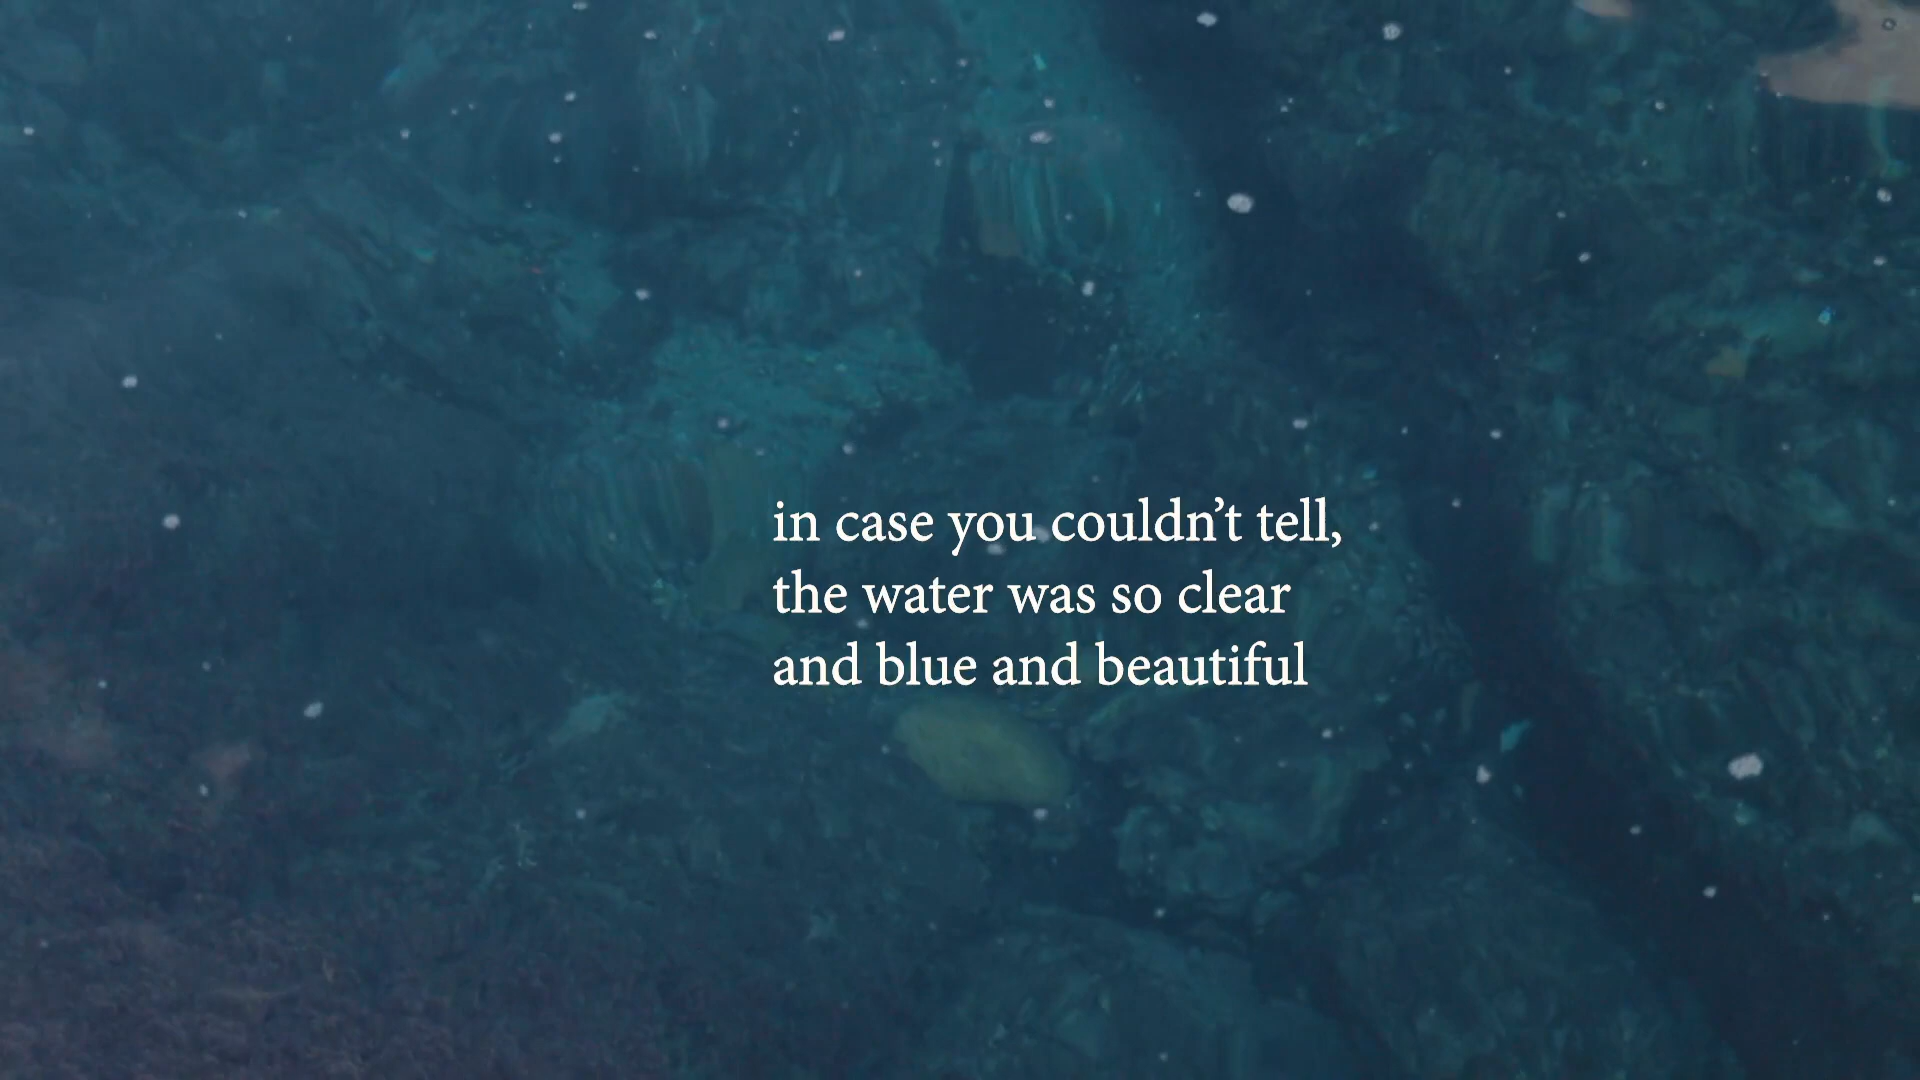 in case you couldn’t tell,
the water was so clear
and blue and beautiful